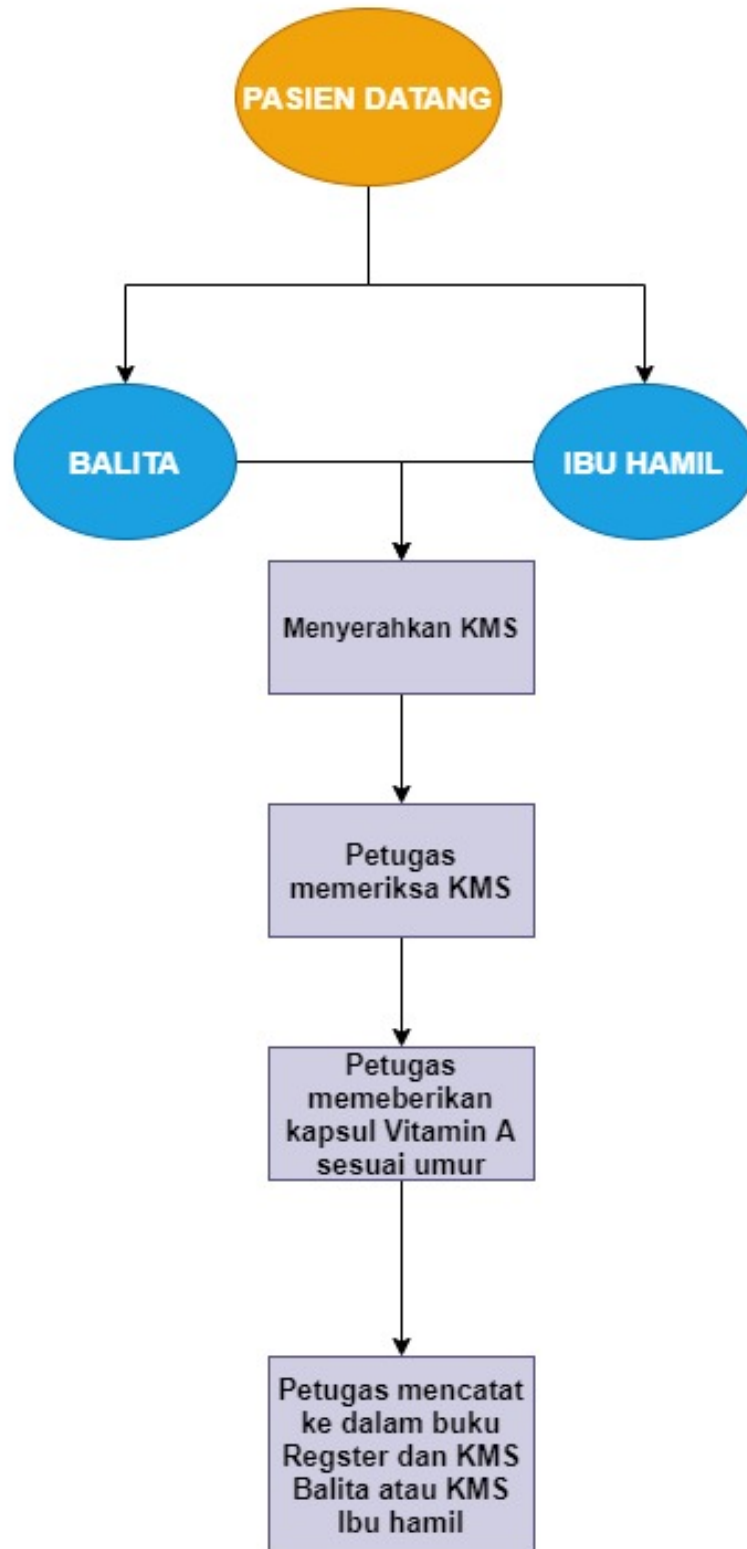 PASIEN DATANG
BALITA
IBU HAMIL
Menyerahkan KMS
Petugas
memeriksa KMS
Petugas
memeberikan
kapsul Vitamin A
sesuai umur
Petugas mencatat
ke dalam buku
Regster dan KMS
Balita atau KMS
Ibu hamil